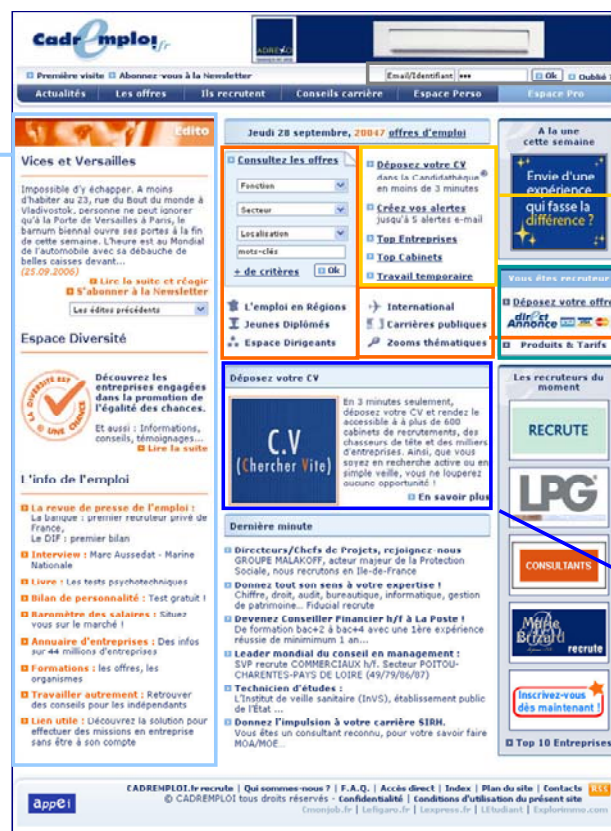 Cadremploi.fr
ADREXO
Première visite Abonnez-vous à la Newsletter
Email/Identifiant
Ok
Oublié
Actualités Les offres Ils recrutent Conseils carrière Espace Perso Espace Pro
Edito
Vices et Versailles
Impossible d'y échapper. A moins
d'habiter au 23, rue du Bout du monde à
Vladivostok, personne ne peut ignorer
qu'à la Porte de Versailles à Paris, le
barnum biennal ouvre ses portes à la fin
de cette semaine. L'heure est au Mondial
de l'automobile avec sa débauche de
belles caisses devant...
(25.09.2006)
Lire la suite et réagir
S'abonner à la Newsletter
Les éditos précédents
Espace Diversité
LA DIVERSITÉ EST UNE CHANCE
Découvrez les
entreprises engagées
dans la promotion de
l'égalité des chances.
Et aussi : Informations,
conseils, témoignages...
Lire la suite
L'info de l'emploi
La revue de presse de l'emploi :
La banque : premier recruteur privé de
France,
Le DIF : premier bilan
Interview : Marc Aussedat - Marine
Nationale
Livre : Les tests psychotechniques
Bilan de personnalité : Test gratuit !
Baromètre des salaires : Situez
vous sur le marché !
Annuaire d'entreprises : Des infos
sur 44 millions d'entreprises
Formations : les offres, les
organismes
Travailler autrement : Retrouver
des conseils pour les indépendants
Lien utile : Découvrez la solution pour
effectuer des missions en entreprise
sans être à son compte
Jeudi 28 septembre, 20047 offres d'emploi
Consultez les offres
Fonction
Secteur
Localisation
mots-clés
+ de critères Ok
Déposez votre CV
dans la Candidathèque®
en moins de 3 minutes
Créez vos alertes
jusqu'à 5 alertes e-mail
Top Entreprises
Top Cabinets
Travail temporaire
L'emploi en Régions
Jeunes Diplômés
Espace Dirigeants
International
Carrières publiques
Zooms thématiques
Déposez votre CV
C.V
(Chercher Vite)
En 3 minutes seulement,
déposez votre CV et rendez le
accessible à à plus de 600
cabinets de recrutements, des
chasseurs de tête et des milliers
d'entreprises. Ainsi, que vous
soyez en recherche active ou en
simple veille, vous ne louperez
aucune opportunité !
En savoir plus
Dernière minute
Directeurs/Chefs de Projets, rejoignez-nous
GROUPE MALAKOFF, acteur majeur de la Protection
Sociale, nous recrutons en Ile-de-France
Donnez tout son sens à votre expertise !
Chiffre, droit, audit, bureautique, informatique, gestion
de patrimoine... Fiducial recrute
Devenez Conseiller Financier h/f à La Poste !
De formation bac+2 à bac+4 avec une 1ère expérience
réussie de minimimum 1 an...
Leader mondial du conseil en management :
SVP recrute COMMERCIAUX h/f. Secteur POITOU-
CHARENTES-PAYS DE LOIRE (49/79/86/87)
Technicien d'études :
L'Institut de veille sanitaire (InVS), établissement public
de l'État ...
Donnez l'impulsion à votre carrière SIRH.
Vous êtes un consultant reconnu, pour votre savoir faire
MOA/MOE...
A la une
cette semaine
Envie d'une
expérience
qui fasse la
différence ?
Vous êtes recruteur
Déposez votre offre
direct
Annonce
Produits & Tarifs
Les recruteurs du
moment
RECRUTE
LPG
CONSULTANTS
Marie
Brizard
recrute
Inscrivez-vous
dès maintenant !
Top 10 Entreprises
appei
CADREMPLOI.fr recrute | Qui sommes-nous ? | F.A.Q. | Accès direct | Index | Plan du site | Contacts RSS
© CADREMPLOI tous droits réservés - Confidentialité | Conditions d'utilisation du présent site
Cmonjob.fr | Lefigaro.fr | Lexpress.fr | LEtudiant | Explorimmo.com